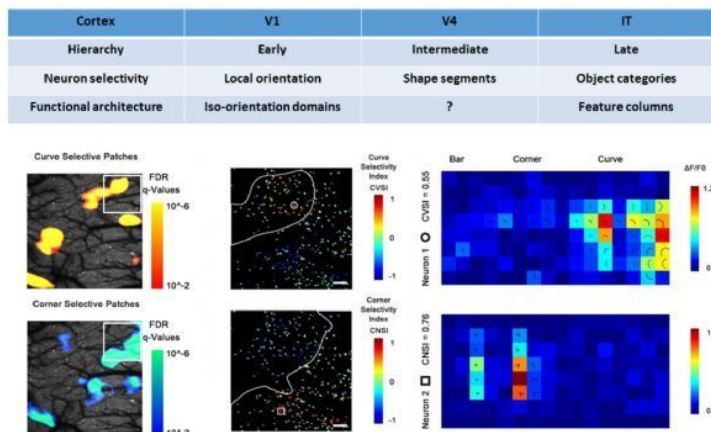 Cortex V1 V4 IT
Hierarchy Early Intermediate Late
Neuron selectivity Local orientation Shape segments Object categories
Functional architecture Iso-orientation domains ? Feature columns
Curve Selective Patches
FDR
q-Values
10^-6
10^-2
Curve
Selectivity
Index
CVSI
1
0
-1
Bar Corner Curve
Neuron 1 CVSI = 0.55
ΔF/F0
1.2
0
Corner Selective Patches
FDR
q-Values
10^-6
Corner
Selectivity
Index
CNSI
1
0
-1
Neuron 2 CNSI = 0.76
0